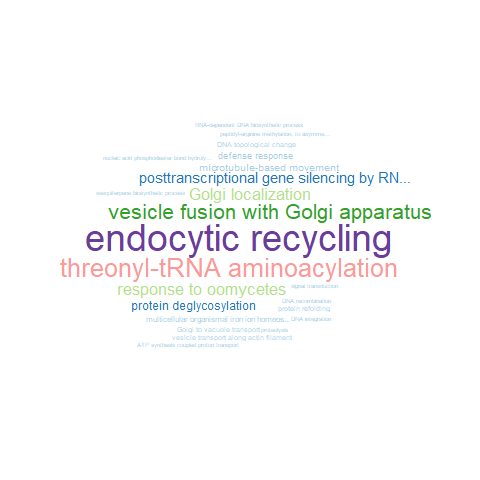 RNA-dependent DNA biosynthetic process
peptidyl-arginine methylation, to asymme...
DNA topological change
nucleic acid phosphodiester bond hydroly...
defense response
microtubule-based movement
posttranscriptional gene silencing by RN...
sesquiterpene biosynthetic process
Golgi localization
vesicle fusion with Golgi apparatus
endocytic recycling
threonyl-tRNA aminoacylation
response to oomycetes
signal transduction
DNA recombination
protein deglycosylation
protein refolding
multicellular organismal iron ion homeos...
DNA integration
Golgi to vacuole transport
proteolysis
vesicle transport along actin filament
ATP synthesis coupled proton transport